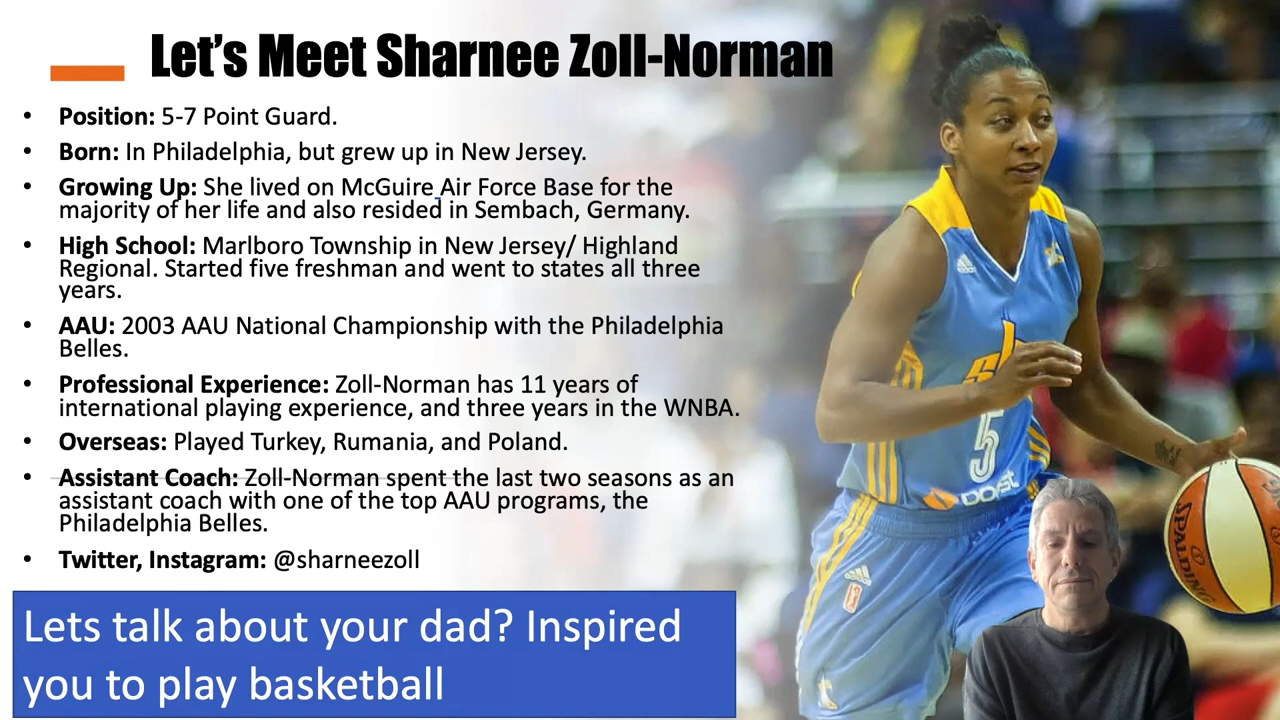 Let's Meet Sharnee Zoll-Norman
• Position: 5-7 Point Guard.
• Born: In Philadelphia, but grew up in New Jersey.
• Growing Up: She lived on McGuire Air Force Base for the
majority of her life and also resided in Sembach, Germany.
• High School: Marlboro Township in New Jersey/ Highland
Regional. Started five freshman and went to states all three
years.
• AAU: 2003 AAU National Championship with the Philadelphia
Belles.
• Professional Experience: Zoll-Norman has 11 years of
international playing experience, and three years in the WNBA.
• Overseas: Played Turkey, Rumania, and Poland.
• Assistant Coach: Zoll-Norman spent the last two seasons as an
assistant coach with one of the top AAU programs, the
Philadelphia Belles.
• Twitter, Instagram: @sharneezoll
Lets talk about your dad? Inspired
you to play basketball
5
boost
SPALDING